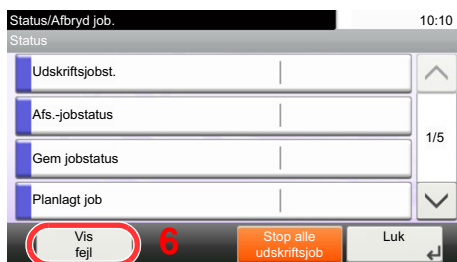 Status/Afbryd job. 10:10
Status
Udskriftsjobst.
Afs.-jobstatus
1/5
Gem jobstatus
Planlagt job
Vis
fejl
6
Stop alle
udskriftsjob
Luk